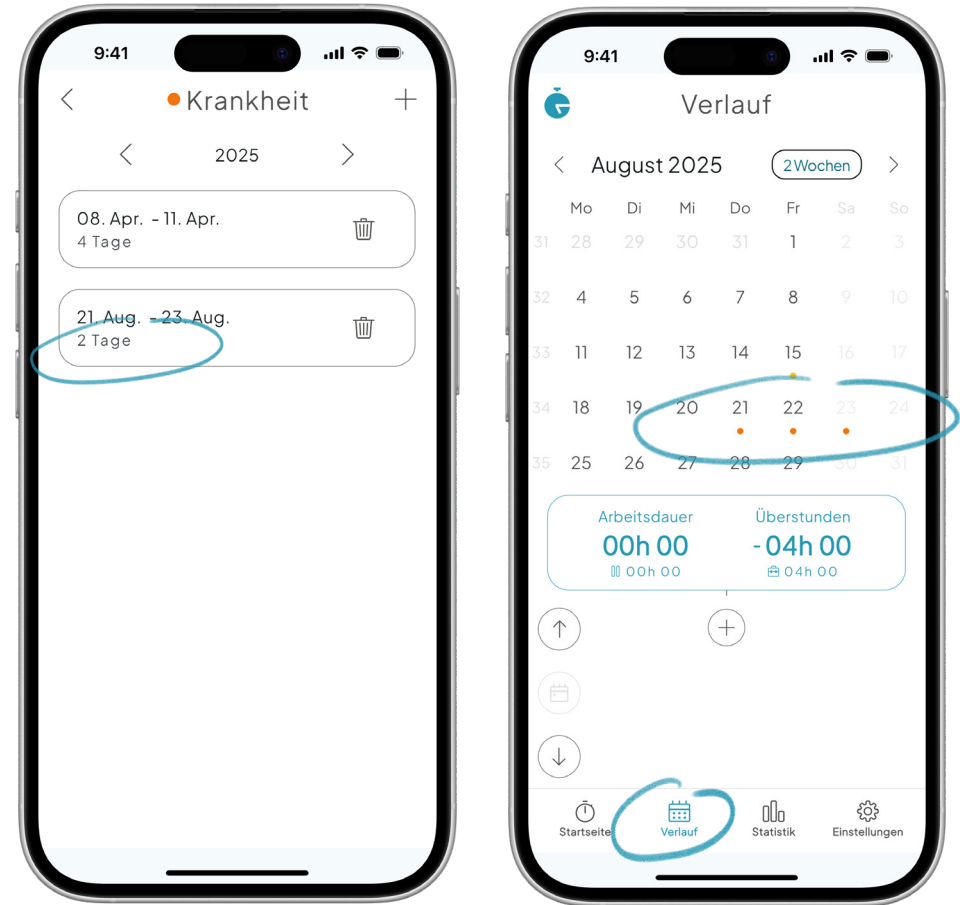 9:41
Krankheit
2025
08. Apr. - 11. Apr.
4 Tage
21. Aug. - 23. Aug.
2 Tage
9:41
Verlauf
August 2025 2 Wochen
Mo Di Mi Do Fr Sa So
31 28 29 30 31 1 2 3
32 4 5 6 7 8 9 10
33 11 12 13 14 15 16 17
34 18 19 20 21 22 23 24
35 25 26 27 28 29 30 31
Arbeitsdauer Überstunden
00h 00 -04h 00
00h 00 04h 00
Startseite Verlauf Statistik Einstellungen